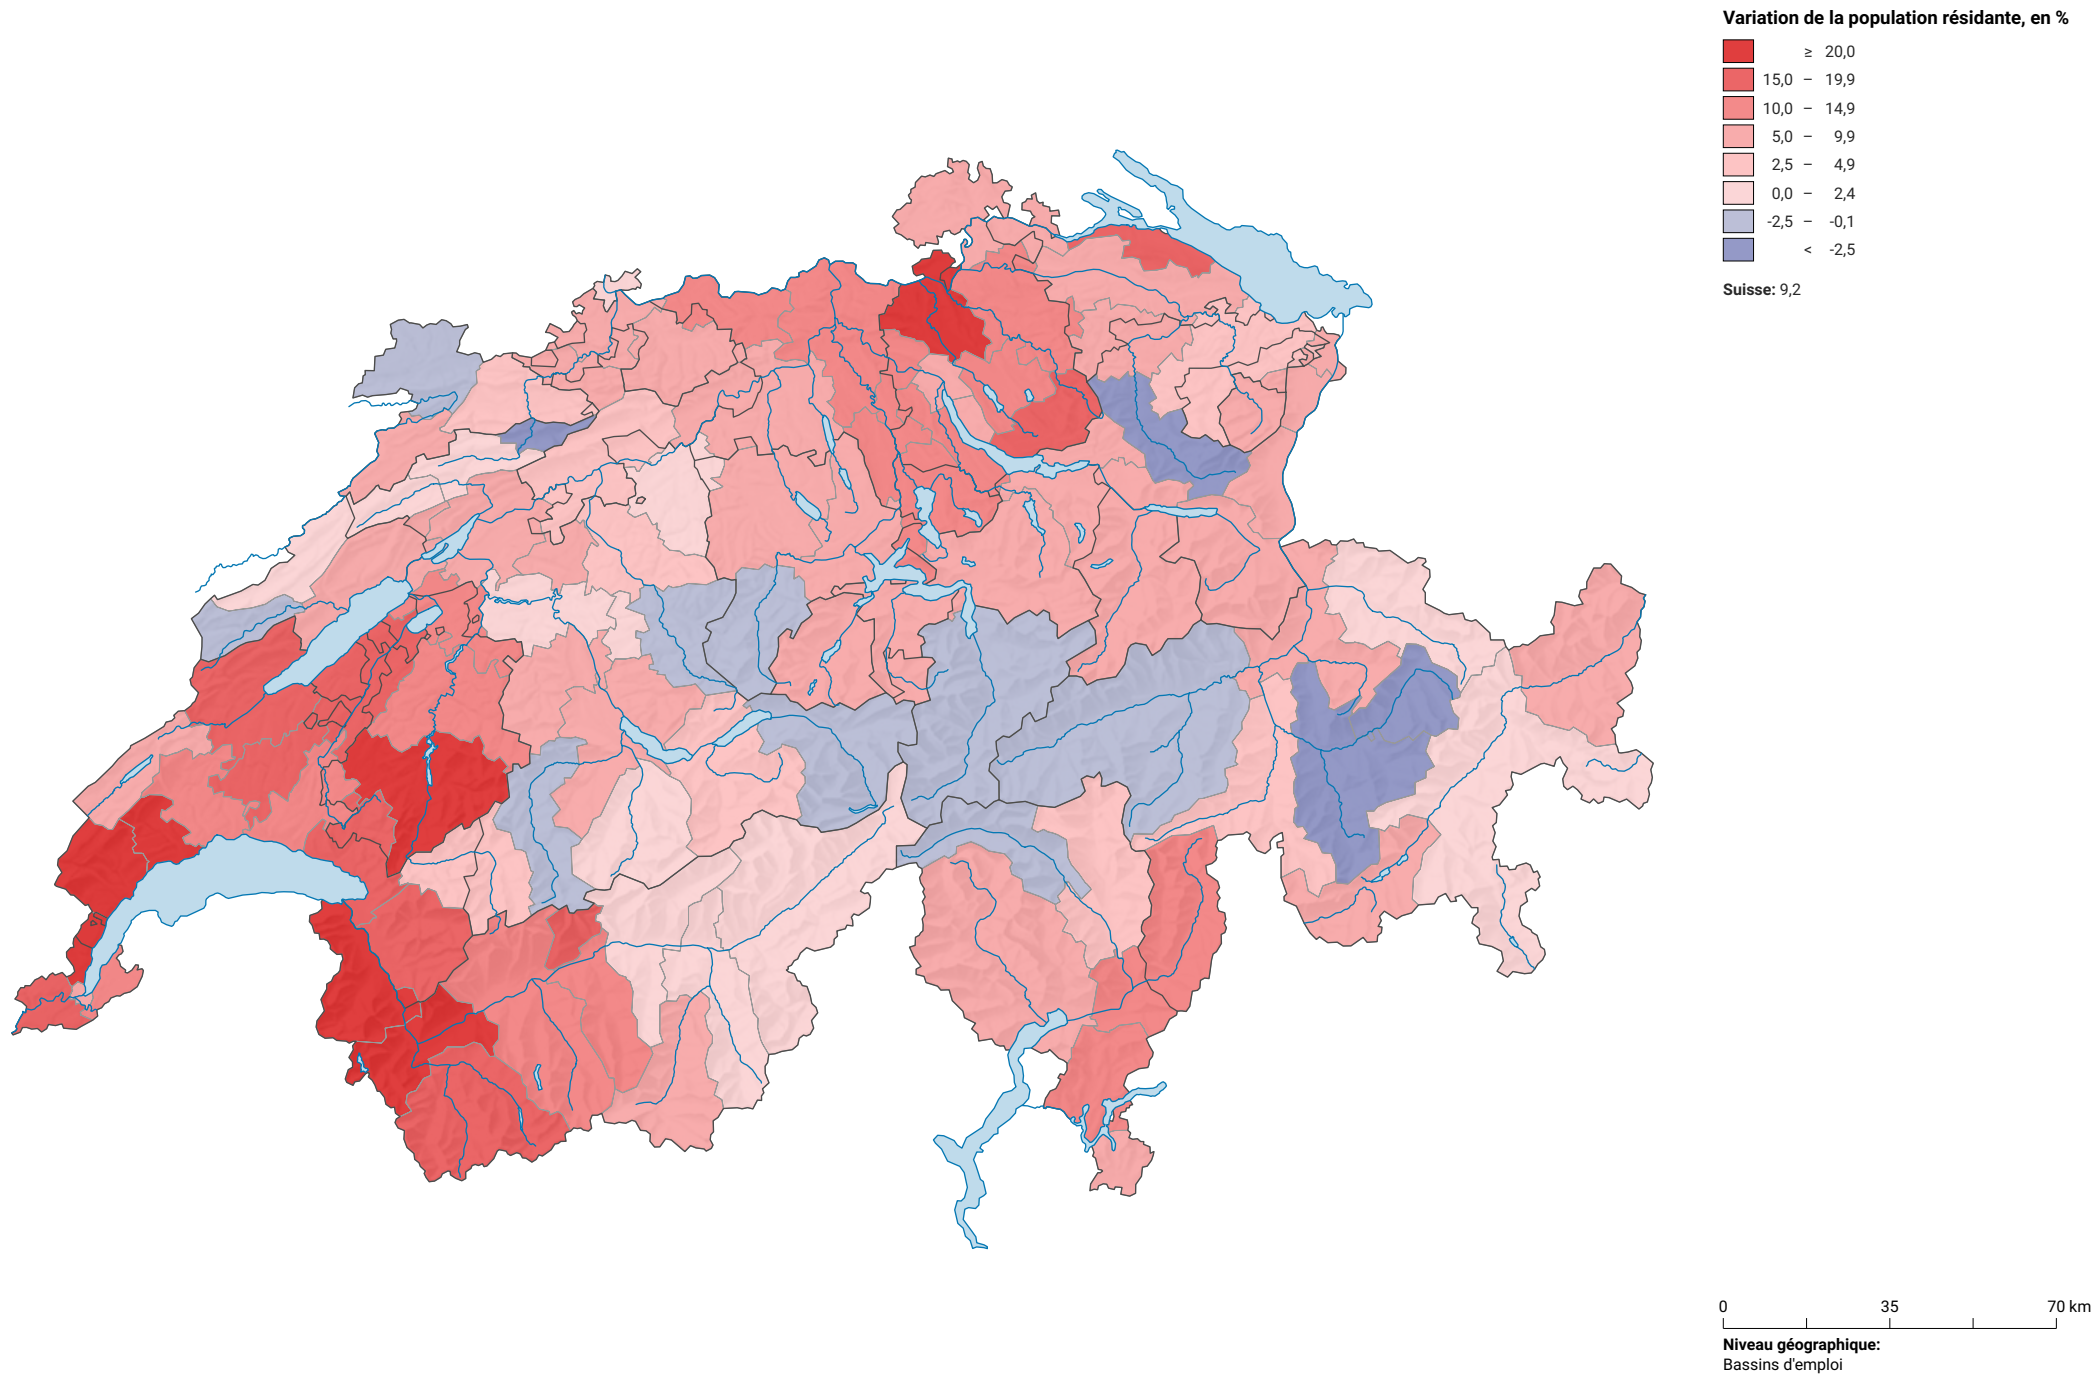 Variation de la population résidante, en %
≥ 20,0
15,0 – 19,9
10,0 – 14,9
5,0 – 9,9
2,5 – 4,9
0,0 – 2,4
-2,5 – -0,1
< -2,5
Suisse: 9,2
0 35 70 km
Niveau géographique:
Bassins d'emploi